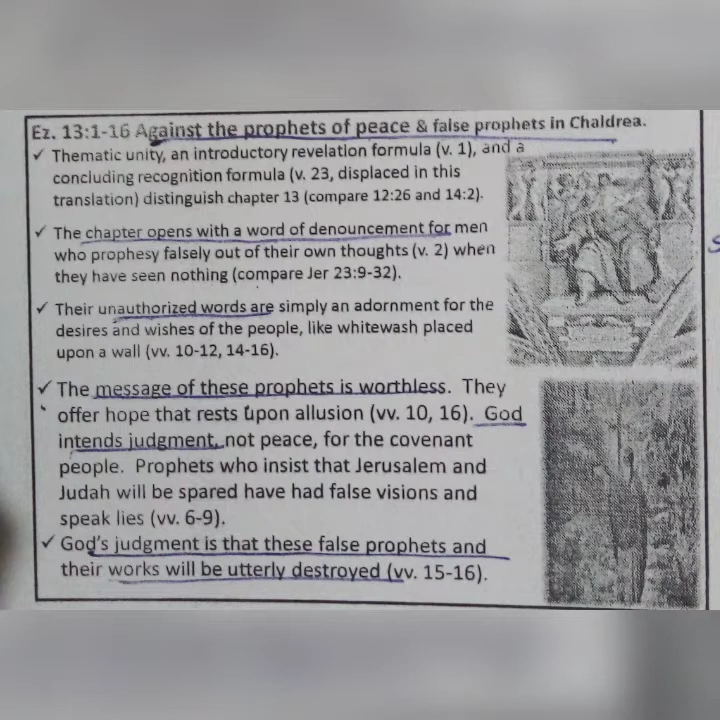 Ez. 13:1-16 Against the prophets of peace & false prophets in Chaldrea.
✓ Thematic unity, an introductory revelation formula (v. 1), and a
concluding recognition formula (v. 23, displaced in this
translation) distinguish chapter 13 (compare 12:26 and 14:2).
✓ The chapter opens with a word of denouncement for men
who prophesy falsely out of their own thoughts (v. 2) when
they have seen nothing (compare Jer 23:9-32).
✓ Their unauthorized words are simply an adornment for the
desires and wishes of the people, like whitewash placed
upon a wall (vv. 10-12, 14-16).
✓ The message of these prophets is worthless. They
offer hope that rests upon allusion (vv. 10, 16). God
intends judgment, not peace, for the covenant
people. Prophets who insist that Jerusalem and
Judah will be spared have had false visions and
speak lies (vv. 6-9).
✓ God's judgment is that these false prophets and
their works will be utterly destroyed (vv. 15-16).